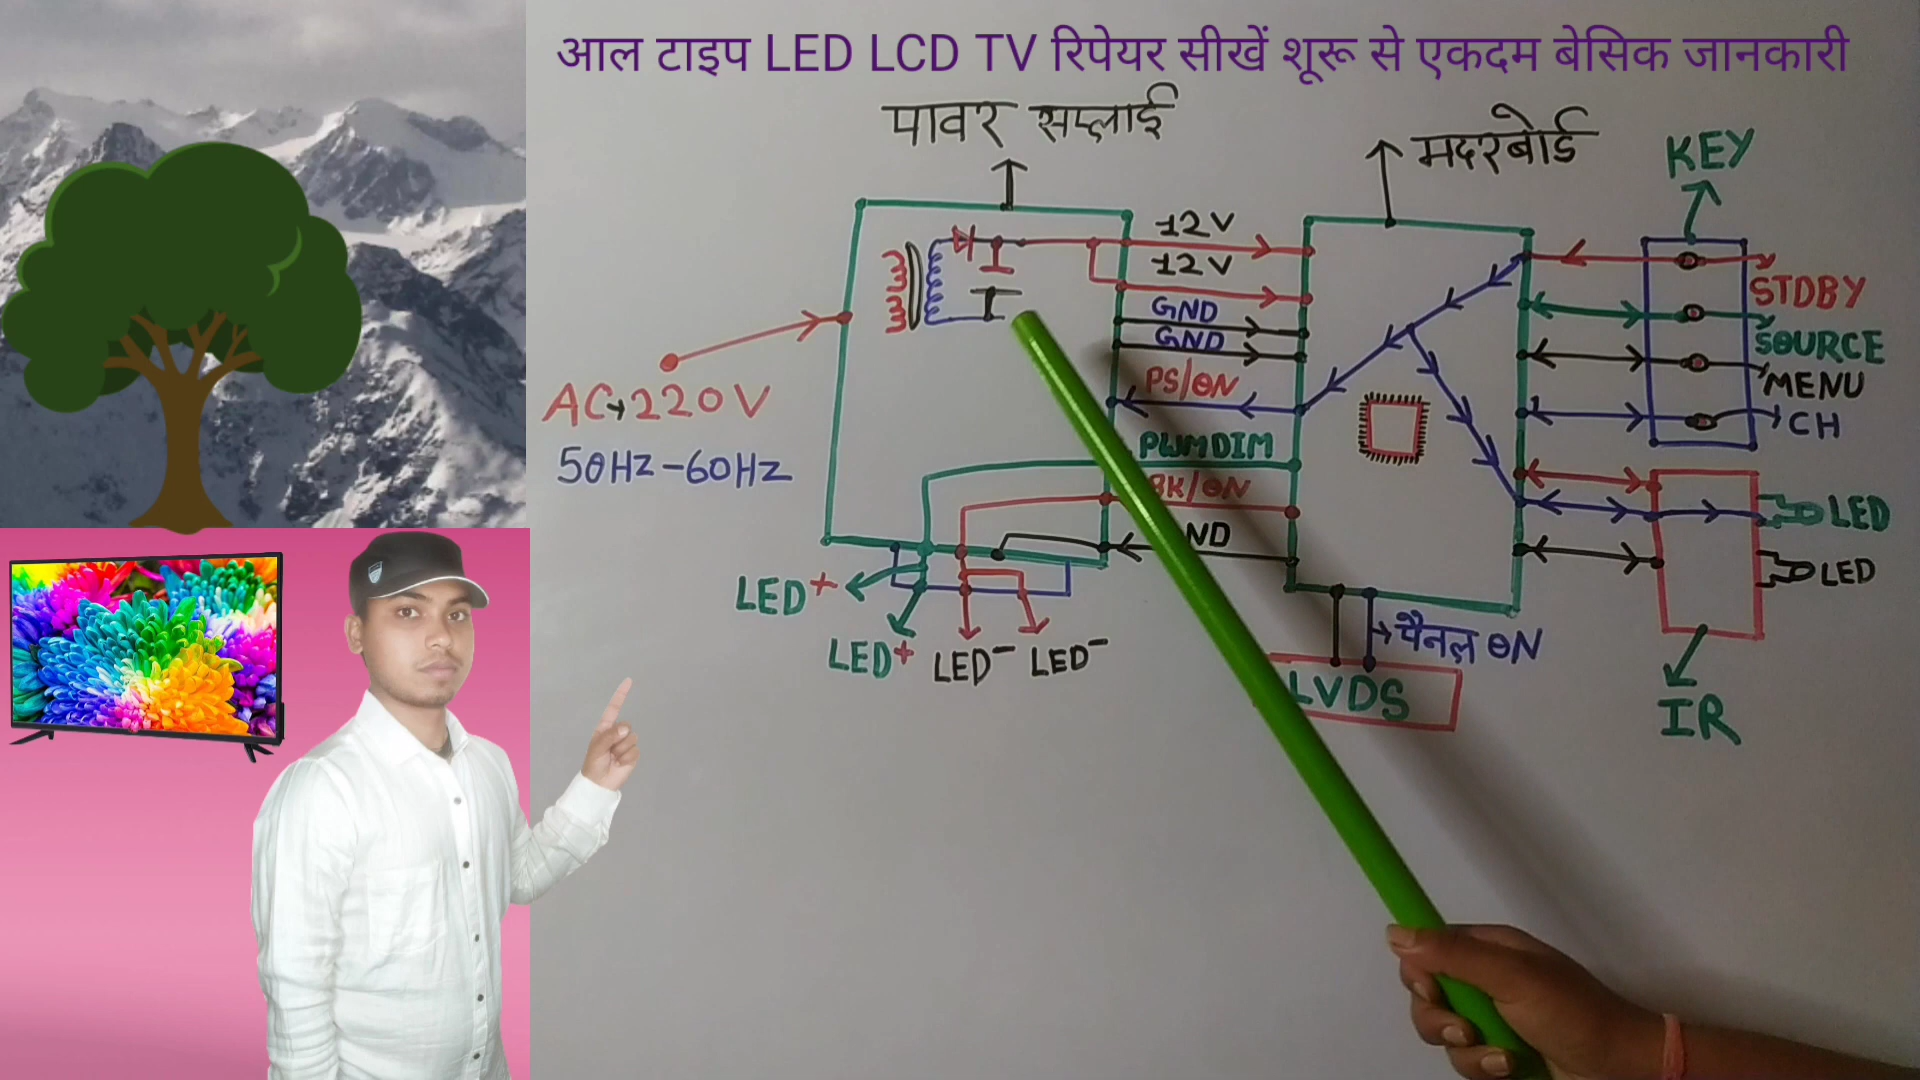 आल टाइप LED LCD TV रिपेयर सीखें शूरू से एकदम बेसिक जानकारी
पावर सप्लाई
मदरबोर्ड
KEY
12V
12V
GND
GND
PS/ON
PWMDIM
BK/ON
ND
AC→220V
50HZ-60HZ
STDBY
SOURCE
MENU
CH
LED
LED
IR
LED+
LED+
LED-
LED-
पैनल ON
LVDS